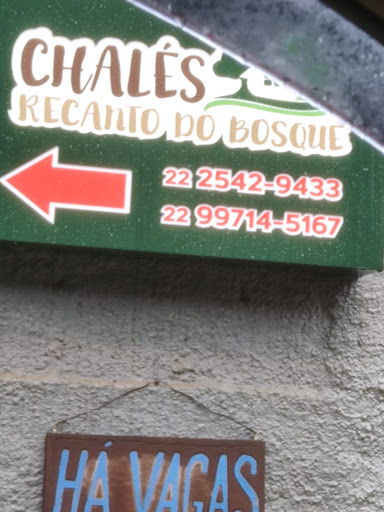 CHALÉS
RECANTO DO BOSQUE
22 2542-9433
22 99714-5167
HÁ VAGAS